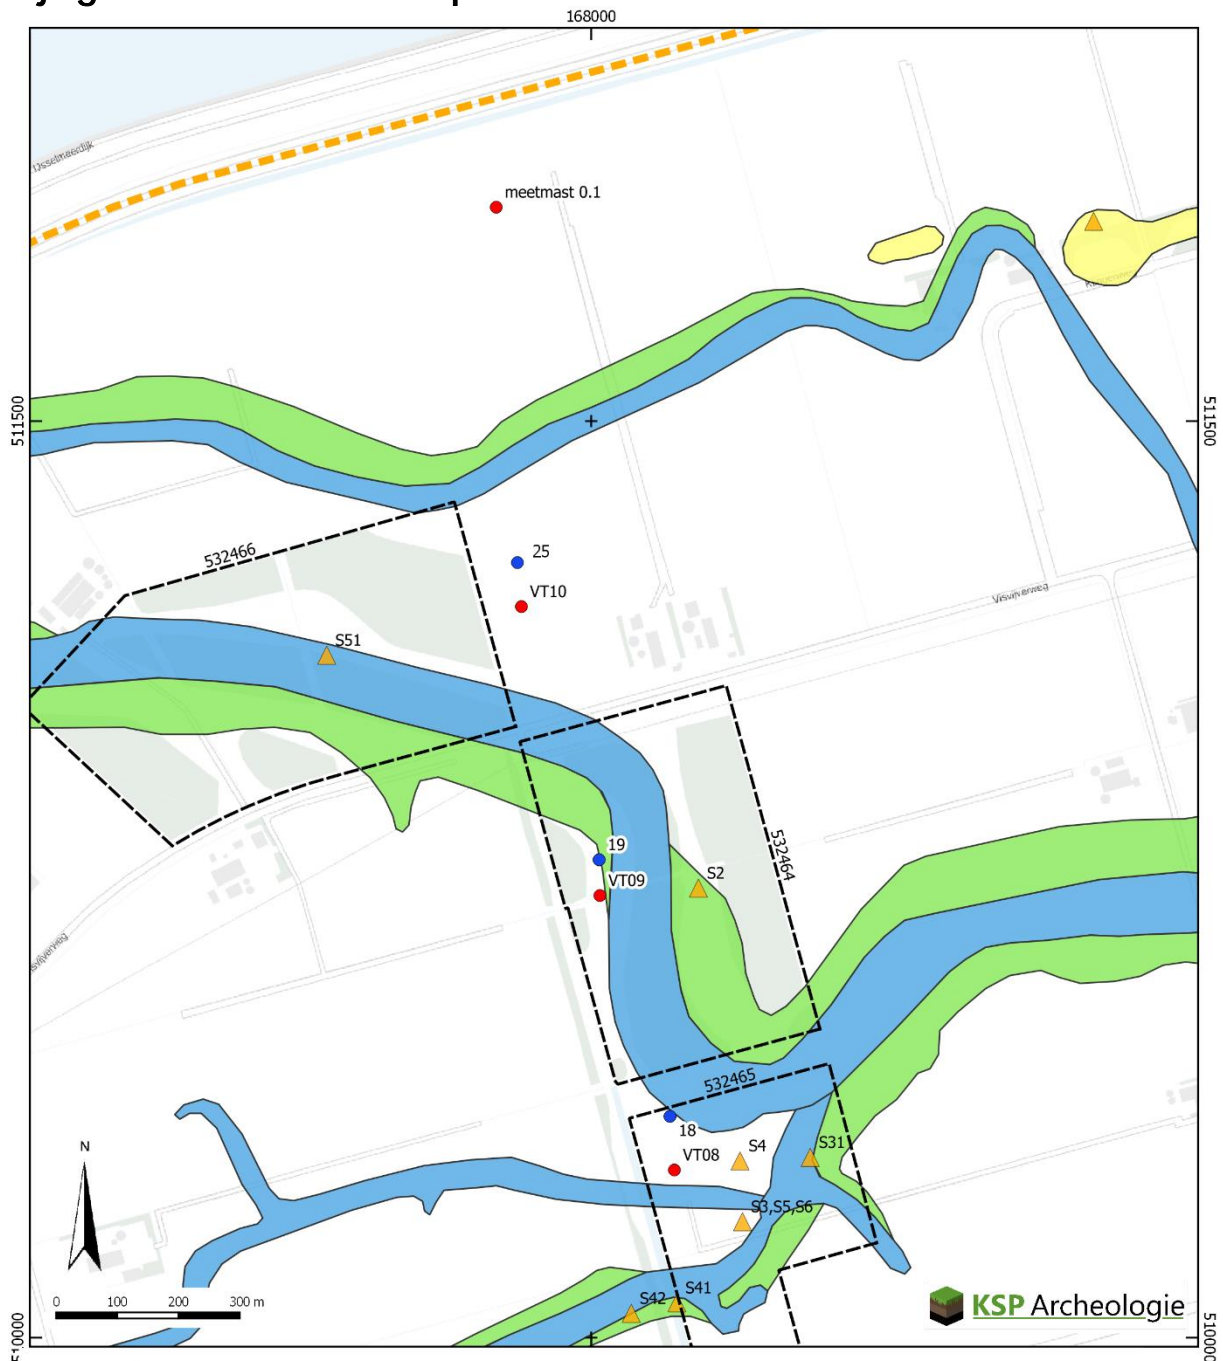 168000
IJsselmeerdijk
meetmast 0.1
511500
511500
25
532466
VT10
Visvijverweg
S51
19
532464
VT09
S2
532465
18
S4
S31
VT08
N
S3,S5,S6
S41
S42
0 100 200 300 m
KSP Archeologie
510000